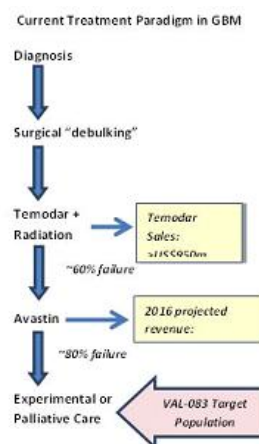 Current Treatment Paradigm in GBM
Diagnosis
Surgical “debulking”
Temodar +
Radiation
Temodar
Sales:
~60% failure
Avastin
2016 projected
revenue:
~80% failure
Experimental or
Palliative Care
VAL-083 Target
Population